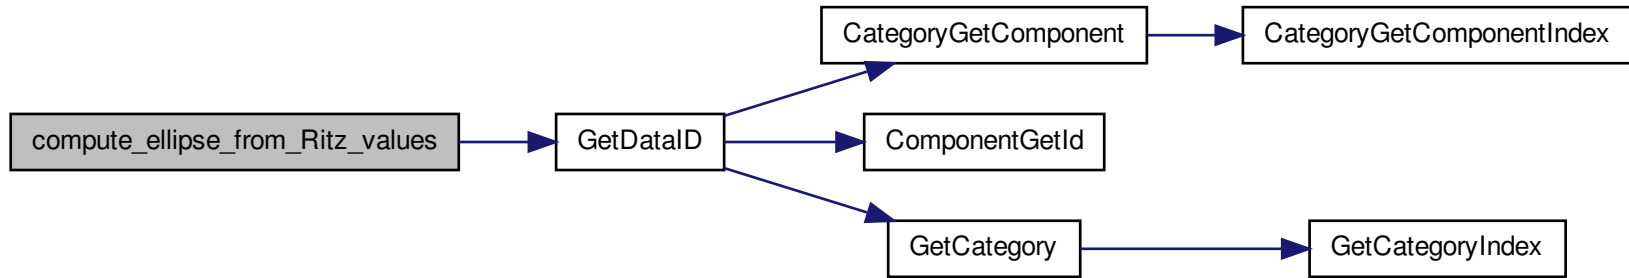 CategoryGetComponent
CategoryGetComponentIndex
compute_ellipse_from_Ritz_values
GetDataID
ComponentGetId
GetCategory
GetCategoryIndex